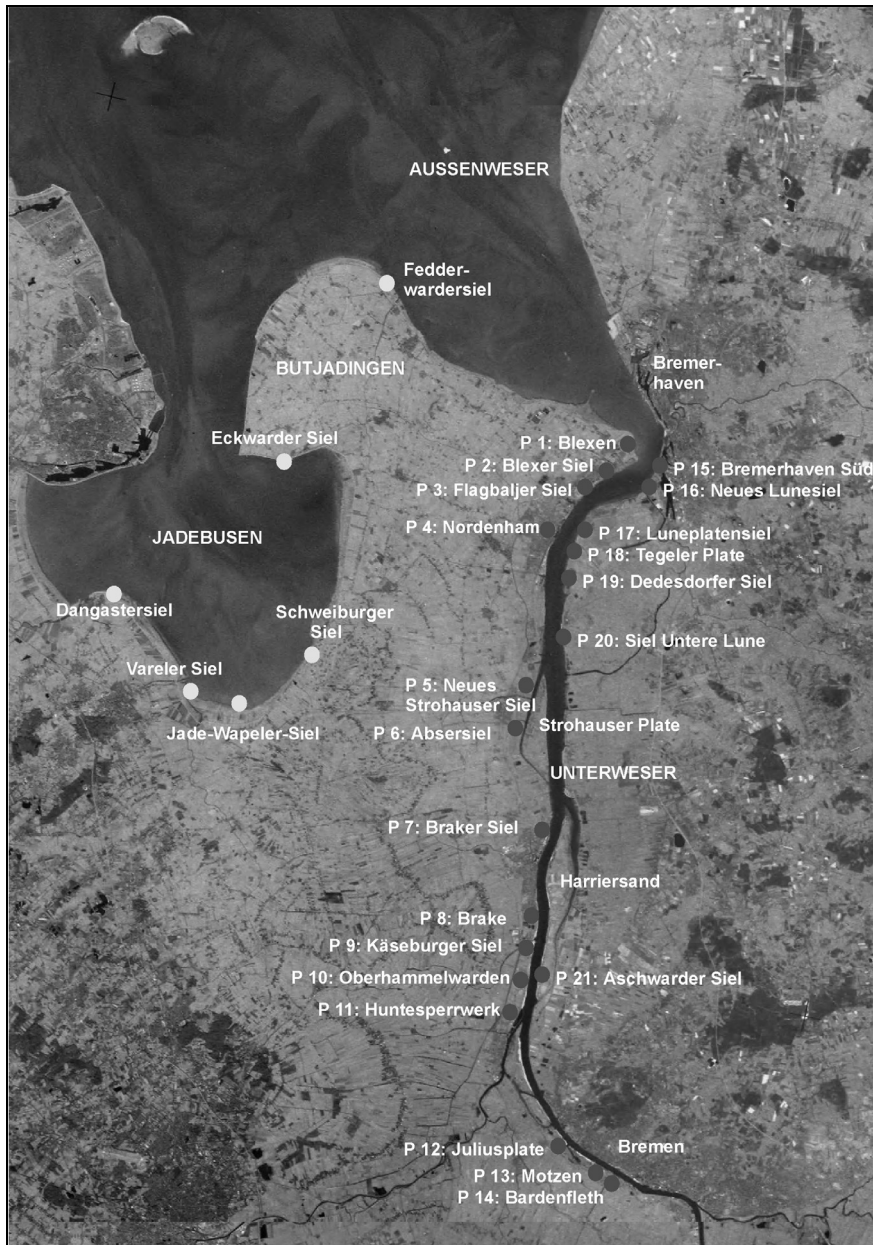 AUSSENWESER
Fedder-
wardersiel
BUTJADINGEN
Bremer-
haven
Eckwarder Siel
P 1: Blexen
P 2: Blexer Siel
P 15: Bremerhaven Süd
P 3: Flagbaljer Siel
P 16: Neues Lunesiel
P 4: Nordenham
P 17: Luneplatensiel
JADEBUSEN
P 18: Tegeler Plate
P 19: Dedesdorfer Siel
Dangastersiel
Schweiburger
Siel
P 20: Siel Untere Lune
Vareler Siel
P 5: Neues
Strohauser Siel
Jade-Wapeler-Siel
P 6: Absersiel
Strohauser Plate
UNTERWESER
P 7: Braker Siel
Harriersand
P 8: Brake
P 9: Käseburger Siel
P 10: Oberhammelwarden
P 21: Aschwarder Siel
P 11: Huntesperrwerk
P 12: Juliusplate
Bremen
P 13: Motzen
P 14: Bardenfleth